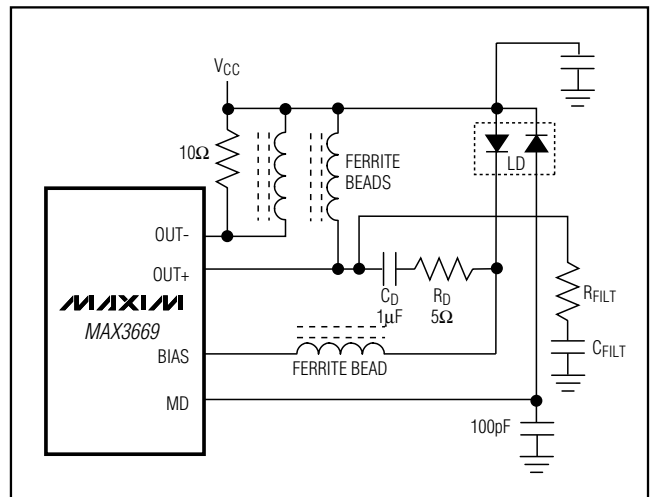 VCC
10Ω
FERRITE
BEADS
LD
OUT-
OUT+
CD
1µF
RD
5Ω
RFILT
CFILT
MAXIM
MAX3669
BIAS
FERRITE BEAD
MD
100pF